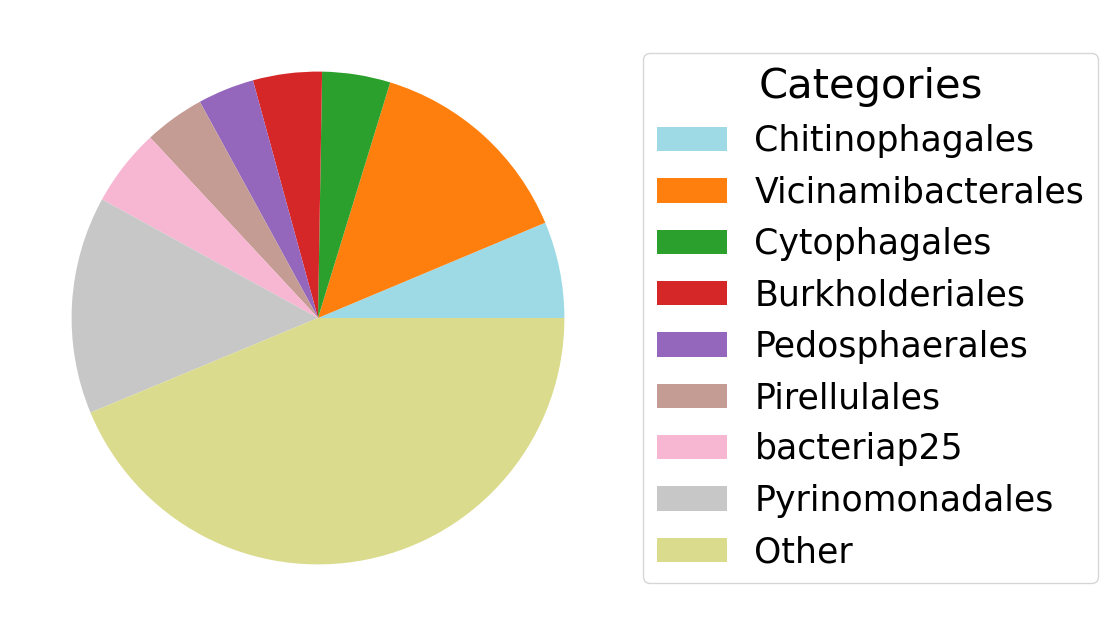 Categories
Chitinophagales
Vicinamibacterales
Cytophagales
Burkholderiales
Pedosphaerales
Pirellulales
bacteriap25
Pyrinomonadales
Other